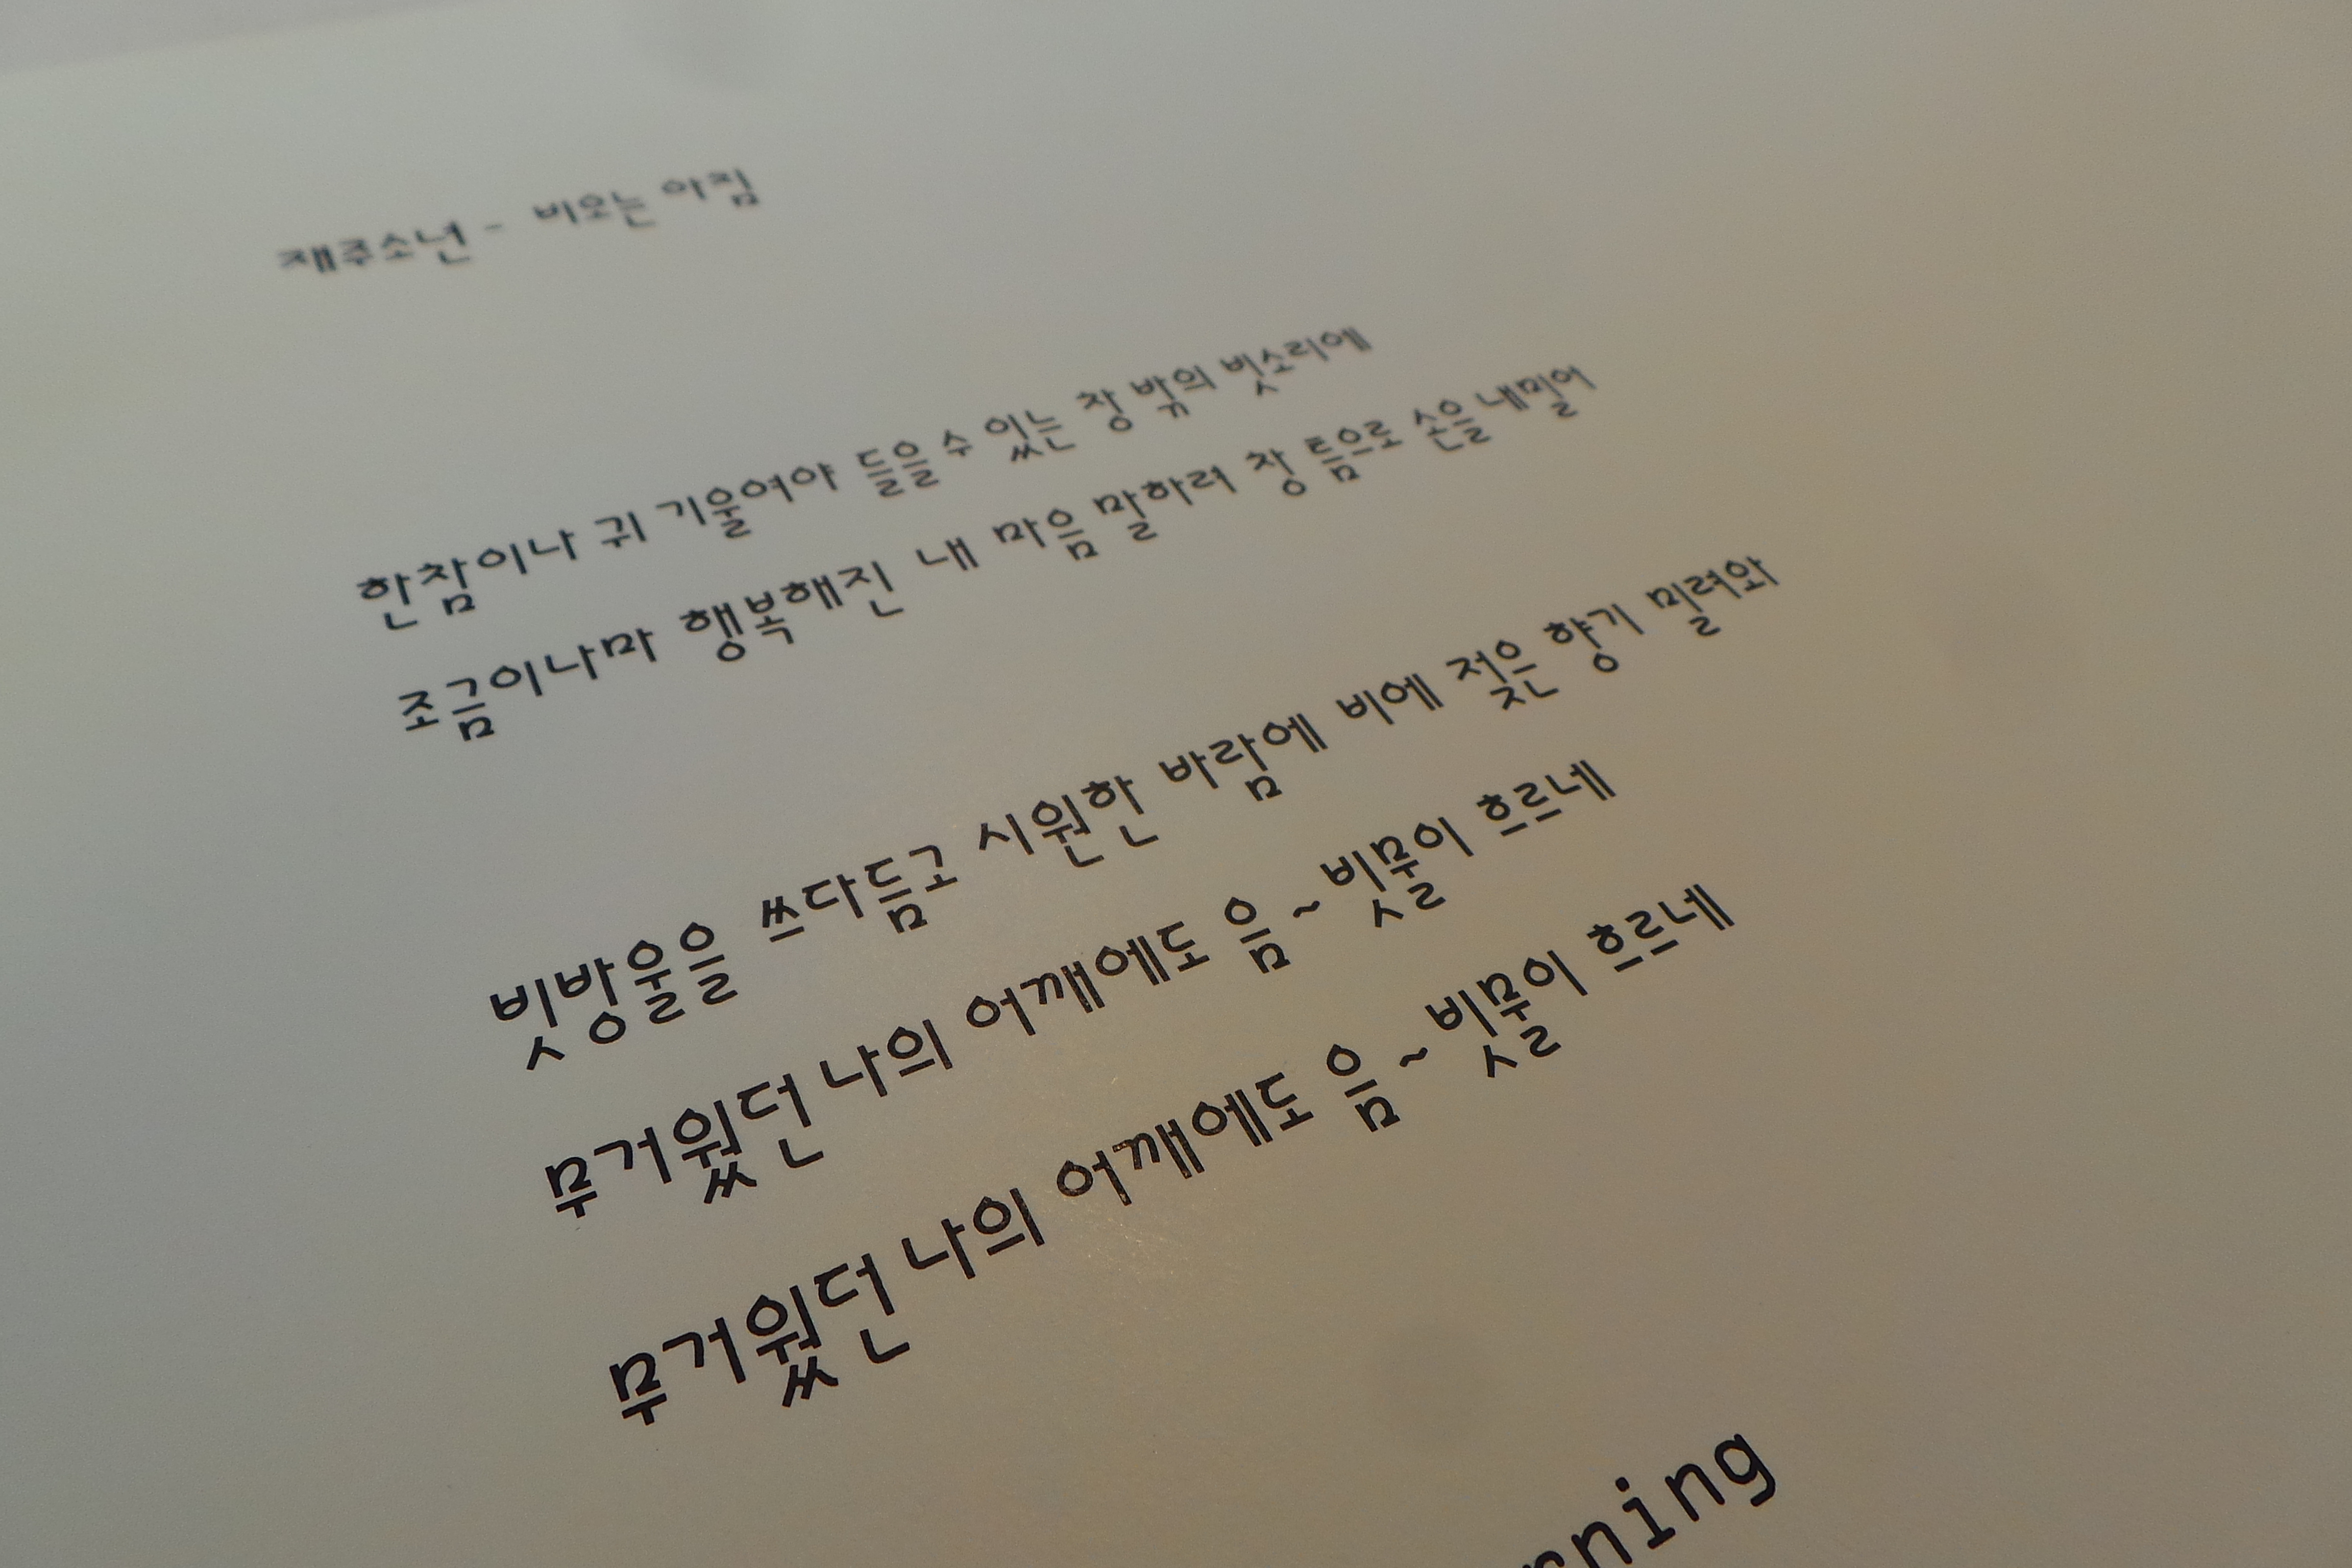 재주소년 - 비오는 아침
한참이나 귀 기울여야 들을 수 있는 창 밖의 빗소리에
조금이나마 행복해진 내 마음 말하려 창 틈으로 손을 내밀어
빗방울을 쓰다듬고 시원한 바람에 비에 젖은 향기 밀려와
무거웠던 나의 어깨에도 음~빗물이 흐르네
무거웠던 나의 어깨에도 음~빗물이 흐르네
rning